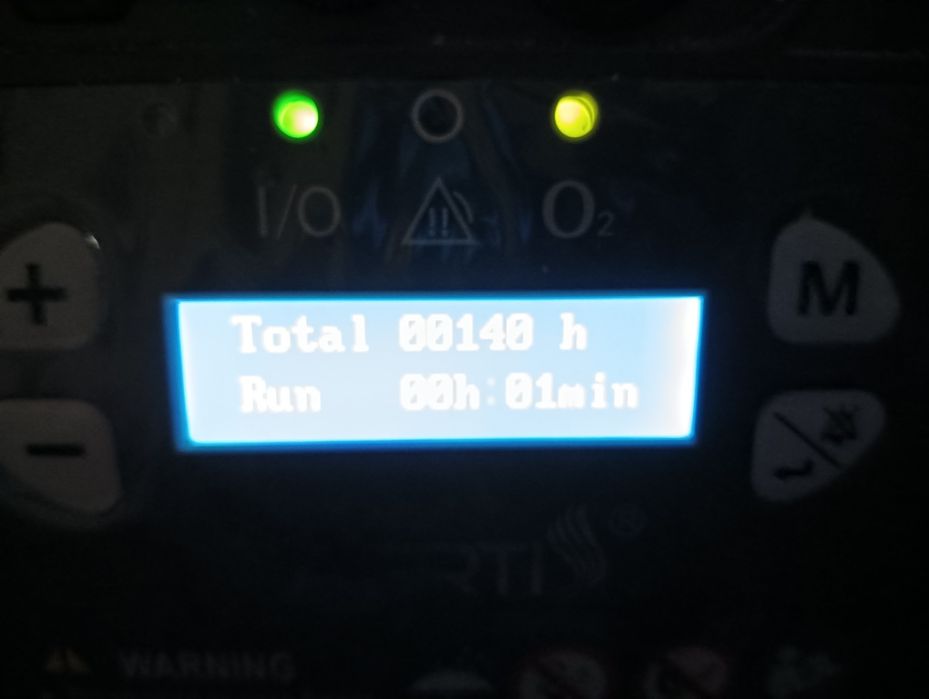 I/O
O₂
+
M
Total 00140 h
Run 00h:01min
-
WARNING